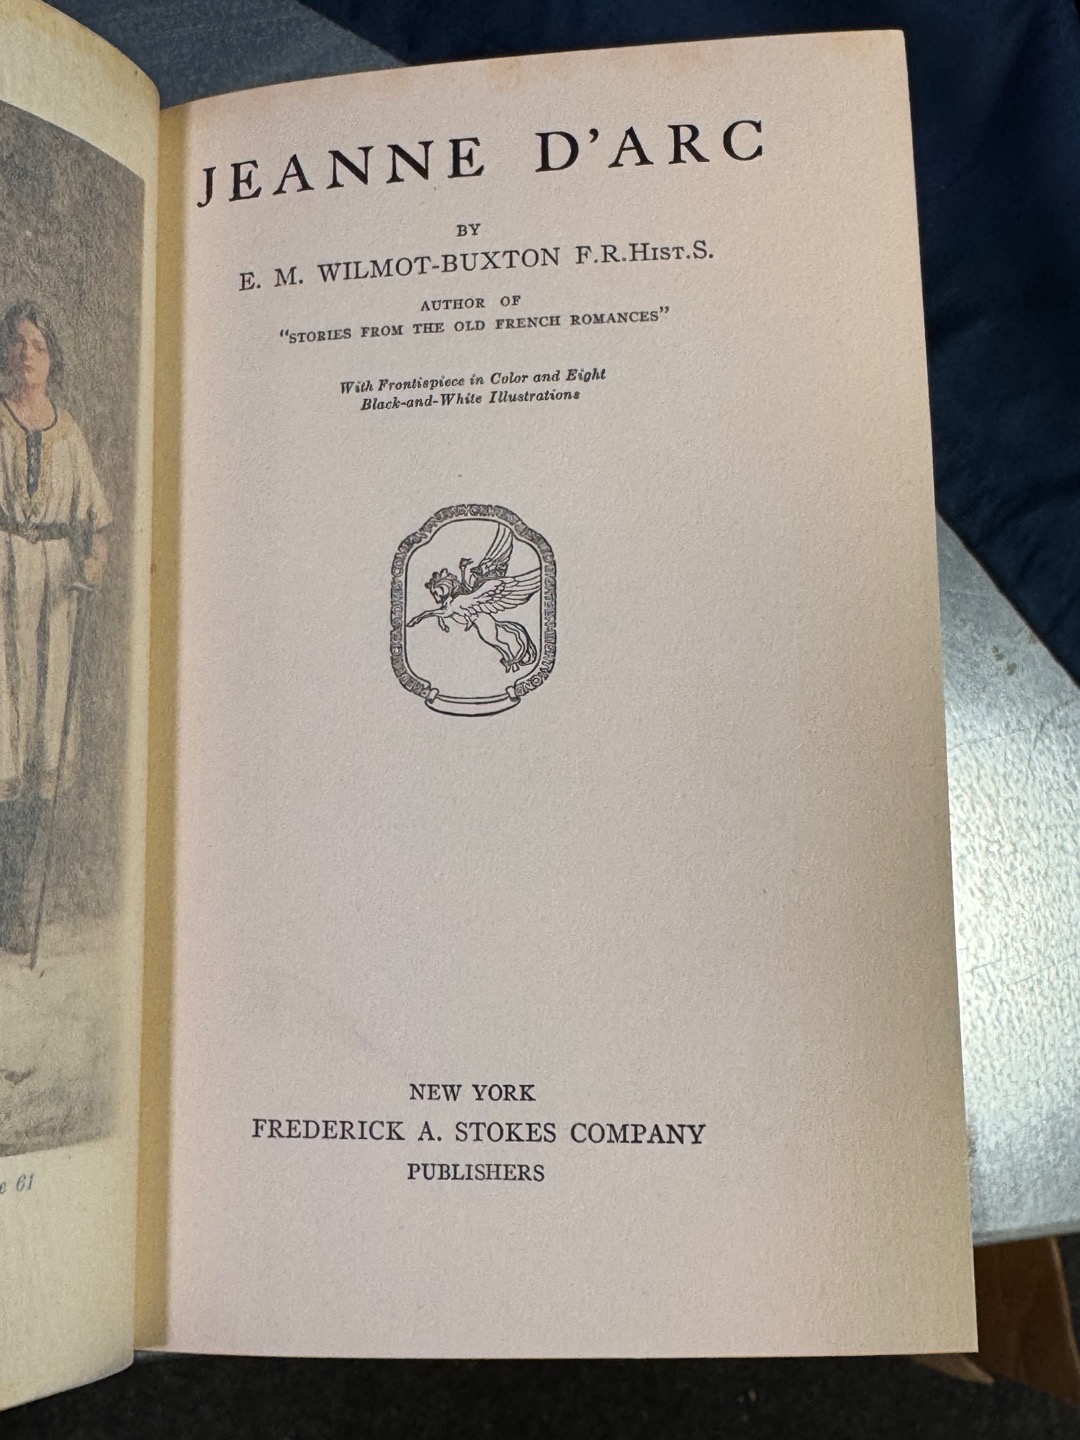 JEANNE D'ARC
BY
E. M. WILMOT-BUXTON F.R.HIST.S.
AUTHOR OF
"STORIES FROM THE OLD FRENCH ROMANCES"
With Frontispiece in Color and Eight
Black-and-White Illustrations
NEW YORK
FREDERICK A. STOKES COMPANY
PUBLISHERS
61